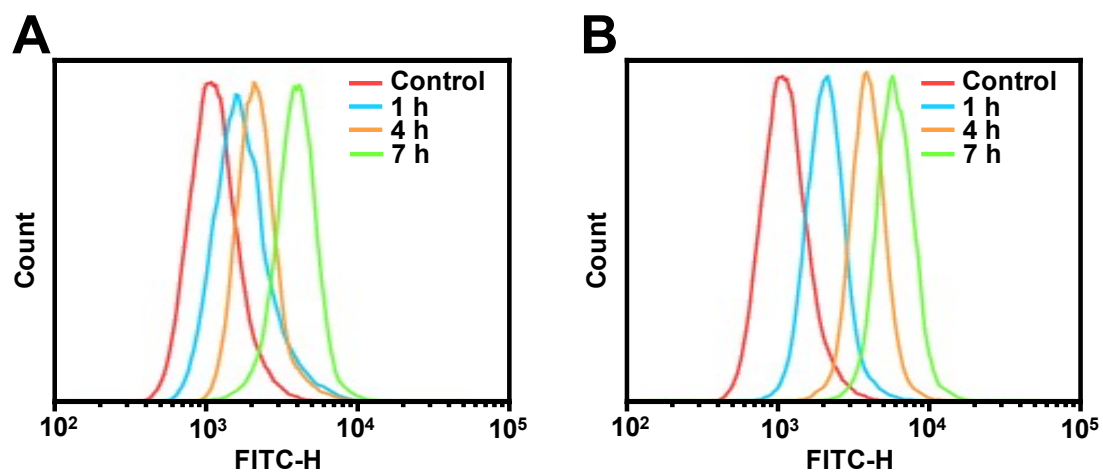 A
Count
Control
1 h
4 h
7 h
10² 10³ 10⁴ 10⁵
FITC-H
B
Count
Control
1 h
4 h
7 h
10² 10³ 10⁴ 10⁵
FITC-H